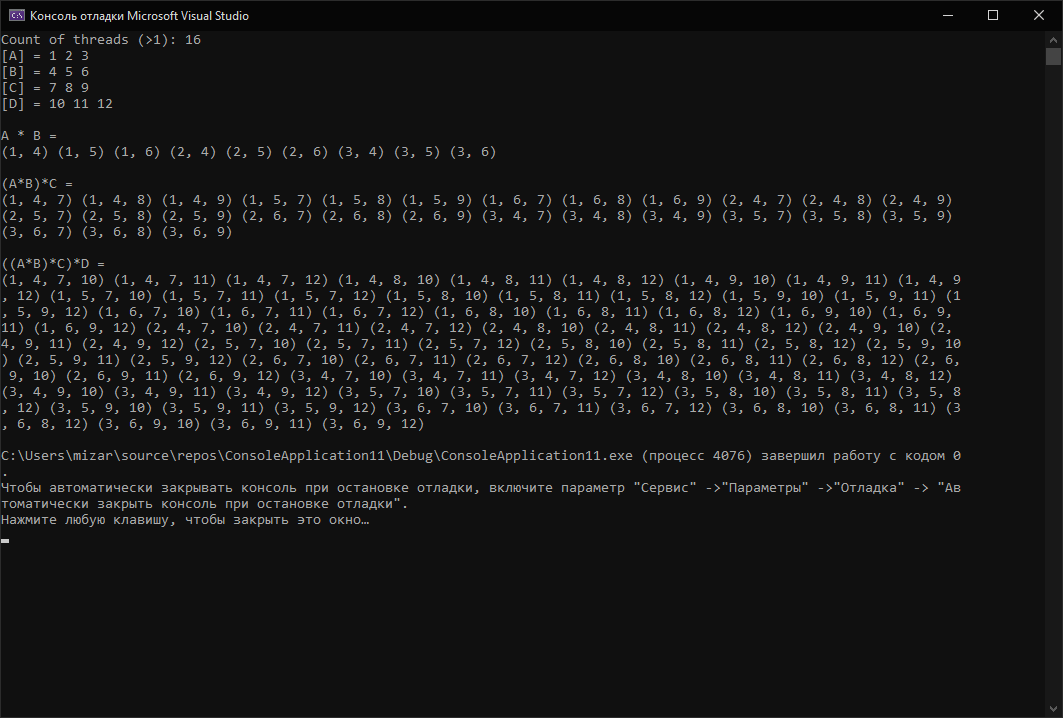 Консоль отладки Microsoft Visual Studio
Count of threads (>1): 16
[A] = 1 2 3
[B] = 4 5 6
[C] = 7 8 9
[D] = 10 11 12
A * B =
(1, 4) (1, 5) (1, 6) (2, 4) (2, 5) (2, 6) (3, 4) (3, 5) (3, 6)
(A*B)*C =
(1, 4, 7) (1, 4, 8) (1, 4, 9) (1, 5, 7) (1, 5, 8) (1, 5, 9) (1, 6, 7) (1, 6, 8) (1, 6, 9) (2, 4, 7) (2, 4, 8) (2, 4, 9)
(2, 5, 7) (2, 5, 8) (2, 5, 9) (2, 6, 7) (2, 6, 8) (2, 6, 9) (3, 4, 7) (3, 4, 8) (3, 4, 9) (3, 5, 7) (3, 5, 8) (3, 5, 9)
(3, 6, 7) (3, 6, 8) (3, 6, 9)
((A*B)*C)*D =
(1, 4, 7, 10) (1, 4, 7, 11) (1, 4, 7, 12) (1, 4, 8, 10) (1, 4, 8, 11) (1, 4, 8, 12) (1, 4, 9, 10) (1, 4, 9, 11) (1, 4, 9
, 12) (1, 5, 7, 10) (1, 5, 7, 11) (1, 5, 7, 12) (1, 5, 8, 10) (1, 5, 8, 11) (1, 5, 8, 12) (1, 5, 9, 10) (1, 5, 9, 11) (1
, 5, 9, 12) (1, 6, 7, 10) (1, 6, 7, 11) (1, 6, 7, 12) (1, 6, 8, 10) (1, 6, 8, 11) (1, 6, 8, 12) (1, 6, 9, 10) (1, 6, 9,
11) (1, 6, 9, 12) (2, 4, 7, 10) (2, 4, 7, 11) (2, 4, 7, 12) (2, 4, 8, 10) (2, 4, 8, 11) (2, 4, 8, 12) (2, 4, 9, 10) (2,
4, 9, 11) (2, 4, 9, 12) (2, 5, 7, 10) (2, 5, 7, 11) (2, 5, 7, 12) (2, 5, 8, 10) (2, 5, 8, 11) (2, 5, 8, 12) (2, 5, 9, 10
) (2, 5, 9, 11) (2, 5, 9, 12) (2, 6, 7, 10) (2, 6, 7, 11) (2, 6, 7, 12) (2, 6, 8, 10) (2, 6, 8, 11) (2, 6, 8, 12) (2, 6,
9, 10) (2, 6, 9, 11) (2, 6, 9, 12) (3, 4, 7, 10) (3, 4, 7, 11) (3, 4, 7, 12) (3, 4, 8, 10) (3, 4, 8, 11) (3, 4, 8, 12)
(3, 4, 9, 10) (3, 4, 9, 11) (3, 4, 9, 12) (3, 5, 7, 10) (3, 5, 7, 11) (3, 5, 7, 12) (3, 5, 8, 10) (3, 5, 8, 11) (3, 5, 8
, 12) (3, 5, 9, 10) (3, 5, 9, 11) (3, 5, 9, 12) (3, 6, 7, 10) (3, 6, 7, 11) (3, 6, 7, 12) (3, 6, 8, 10) (3, 6, 8, 11) (3
, 6, 8, 12) (3, 6, 9, 10) (3, 6, 9, 11) (3, 6, 9, 12)
C:\Users\mizar\source\repos\ConsoleApplication11\Debug\ConsoleApplication11.exe (процесс 4076) завершил работу с кодом 0
.
Чтобы автоматически закрывать консоль при остановке отладки, включите параметр "Сервис" ->"Параметры" ->"Отладка" -> "Ав
томатически закрыть консоль при остановке отладки".
Нажмите любую клавишу, чтобы закрыть это окно…